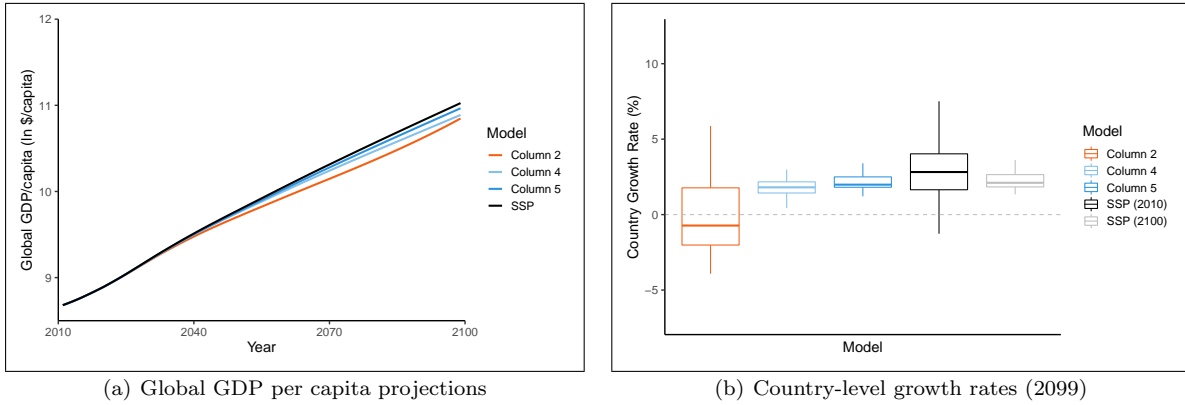 12
11
10
9
2010
2040
2070
2100
Global GDP/capita (ln $/capita)
Year
Model
Column 2
Column 4
Column 5
SSP
(a) Global GDP per capita projections
10
5
0
−5
Country Growth Rate (%)
Model
Model
Column 2
Column 4
Column 5
SSP (2010)
SSP (2100)
(b) Country-level growth rates (2099)